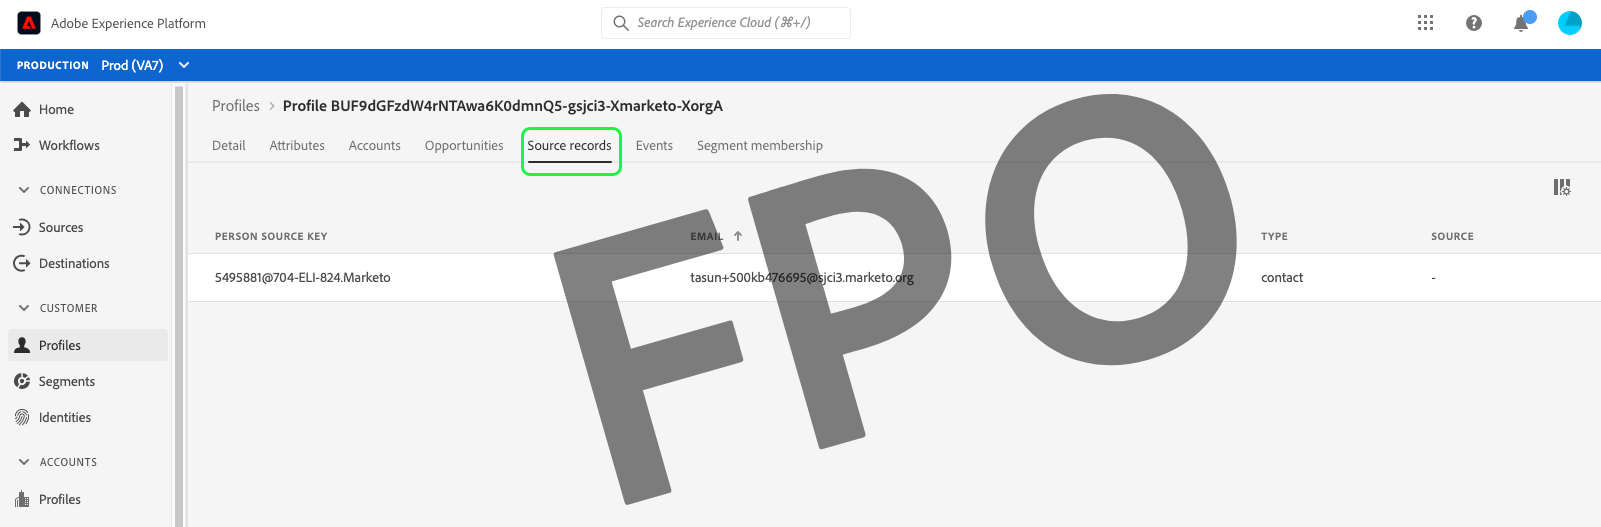 Adobe Experience Platform
Search Experience Cloud (⌘+/)
PRODUCTION Prod (VA7)
Home
Workflows
CONNECTIONS
Sources
Destinations
CUSTOMER
Profiles
Segments
Identities
ACCOUNTS
Profiles
Profiles > Profile BUF9dGFzdW4rNTAwa6K0dmnQ5-gsjci3-Xmarketo-XorgA
Detail Attributes Accounts Opportunities Source records Events Segment membership
PERSON SOURCE KEY EMAIL ↑ TYPE SOURCE
5495881@704-ELI-824.Marketo tasun+500kb476695@sjci3.marketo.org contact -
FPO